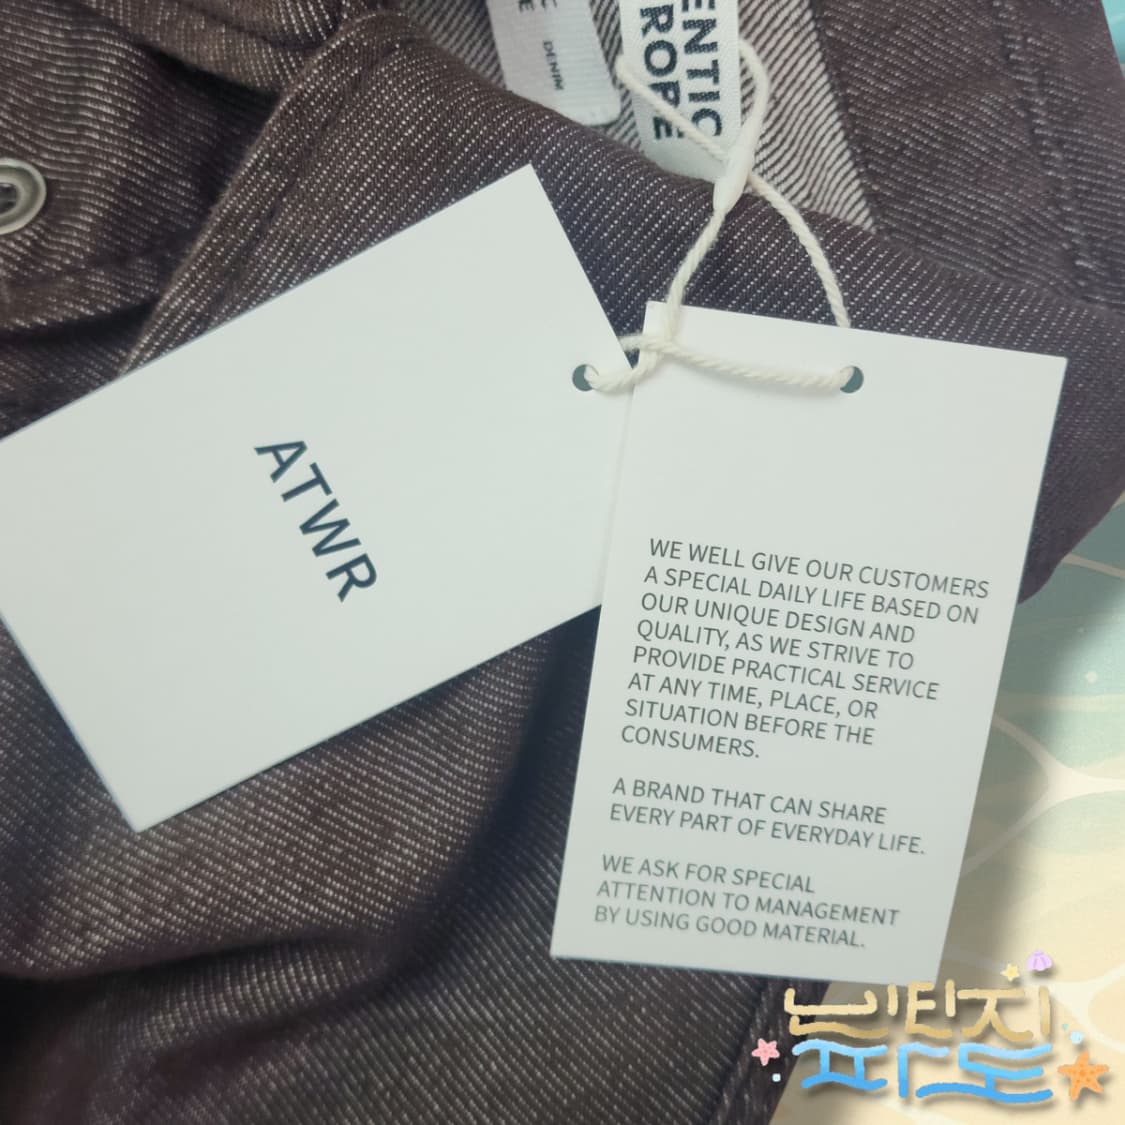 DENIM
ENTIC
ROPE
ATWR
WE WELL GIVE OUR CUSTOMERS
A SPECIAL DAILY LIFE BASED ON
OUR UNIQUE DESIGN AND
QUALITY, AS WE STRIVE TO
PROVIDE PRACTICAL SERVICE
AT ANY TIME, PLACE, OR
SITUATION BEFORE THE
CONSUMERS.
A BRAND THAT CAN SHARE
EVERY PART OF EVERYDAY LIFE.
WE ASK FOR SPECIAL
ATTENTION TO MANAGEMENT
BY USING GOOD MATERIAL.
빈티지
파도